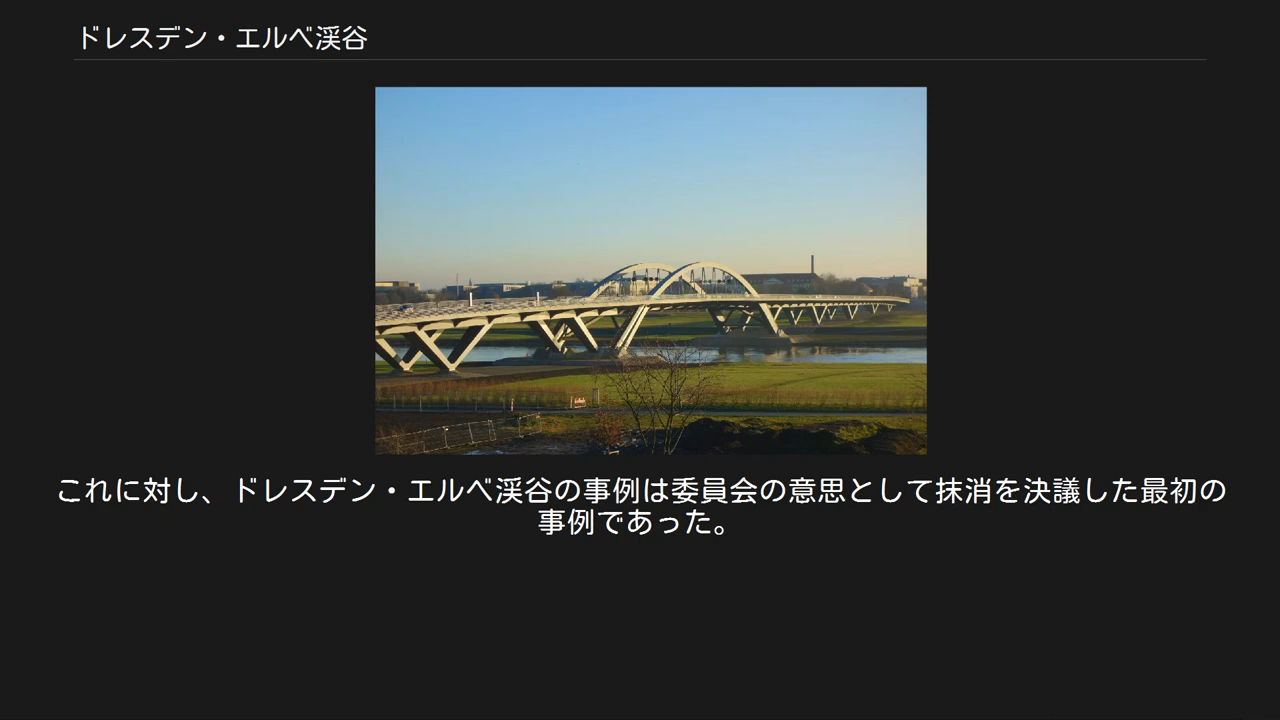 ドレスデン・エルベ渓谷
これに対し、ドレスデン・エルベ渓谷の事例は委員会の意思として抹消を決議した最初の
事例であった。